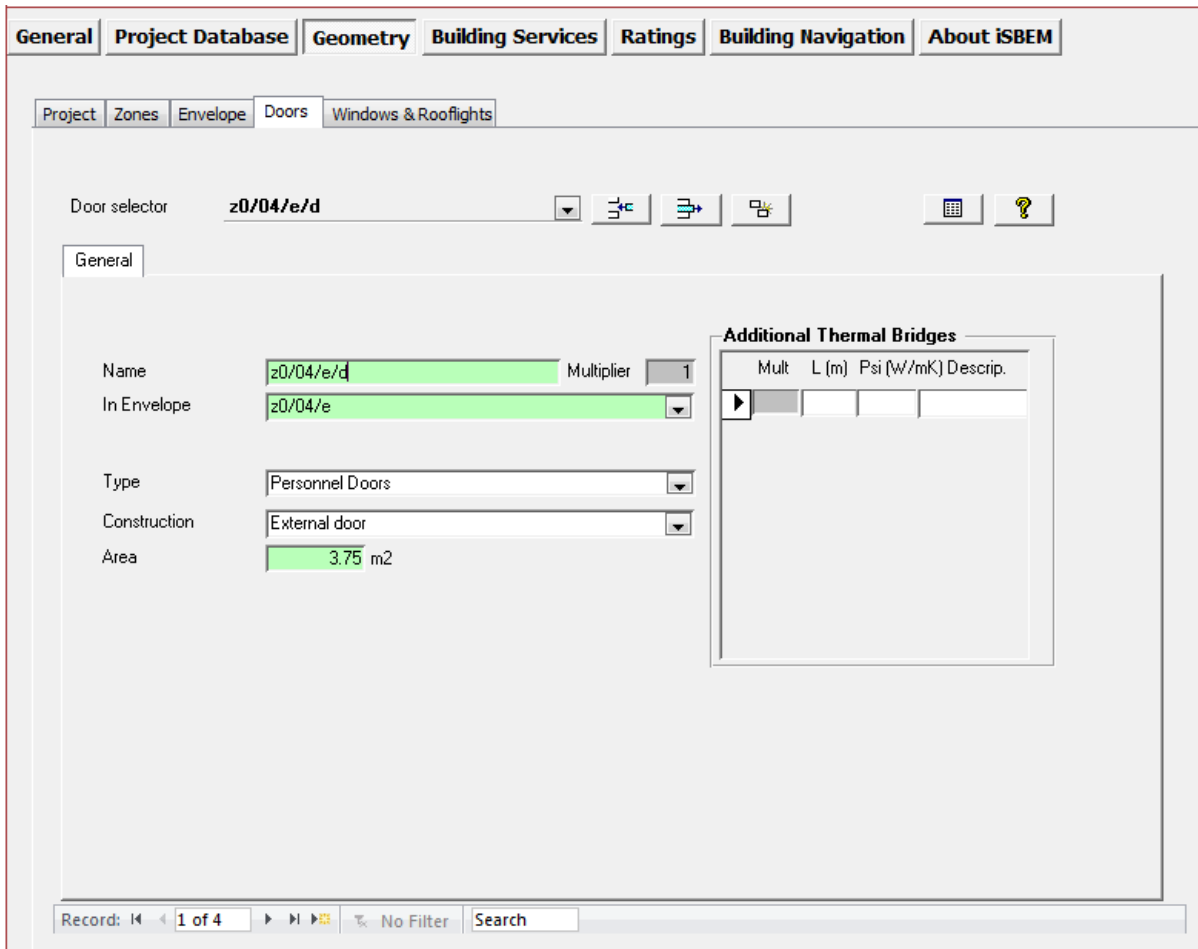 General Project Database Geometry Building Services Ratings Building Navigation About iSBEM
Project Zones Envelope Doors Windows & Rooflights
Door selector z0/04/e/d
General
Additional Thermal Bridges
Mult L (m) Psi (W/mK) Descrip.
Name z0/04/e/d Multiplier 1
In Envelope z0/04/e
Type Personnel Doors
Construction External door
Area 3.75 m2
Record: 1 of 4 No Filter Search